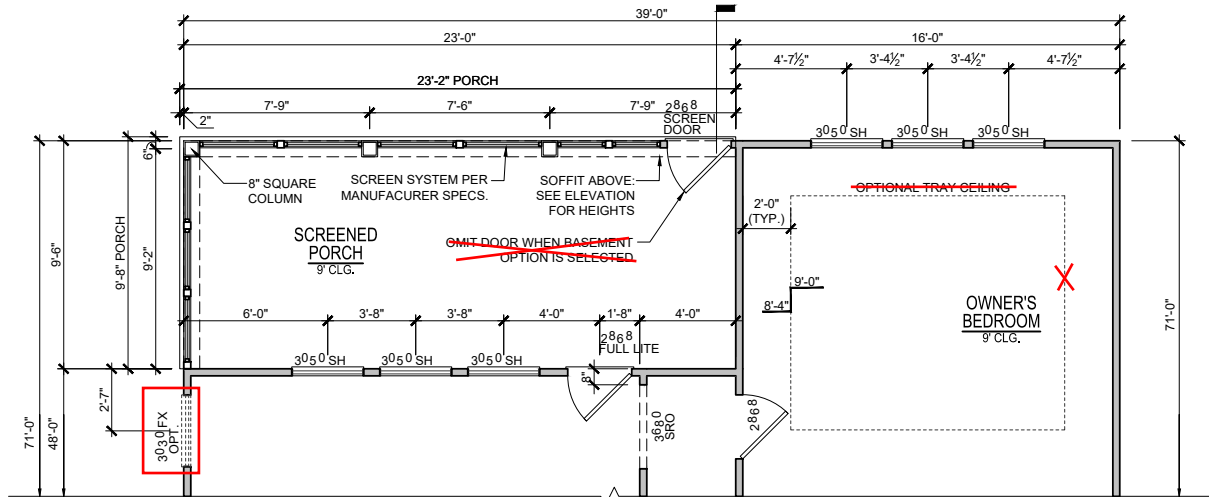 39'-0"
23'-0"
16'-0"
4'-7½"
3'-4½"
3'-4½"
4'-7½"
23'-2" PORCH
7'-9"
7'-6"
7'-9"
2"
2868
SCREEN
DOOR
3050 SH
3050 SH
3050 SH
6"
8" SQUARE
COLUMN
SCREEN SYSTEM PER
MANUFACURER SPECS.
SOFFIT ABOVE:
SEE ELEVATION
FOR HEIGHTS
OPTIONAL TRAY CEILING
2'-0"
(TYP.)
SCREENED
PORCH
9' CLG.
OMIT DOOR WHEN BASEMENT
OPTION IS SELECTED
9'-6"
9'-8" PORCH
9'-2"
9'-0"
8'-4"
OWNER'S
BEDROOM
9' CLG.
71'-0"
6'-0"
3'-8"
3'-8"
4'-0"
1'-8"
4'-0"
2868
FULL LITE
3050 SH
3050 SH
3050 SH
8"
2'-7"
3030 FX
OPT.
71'-0"
48'-0"
3680
SRO
2868